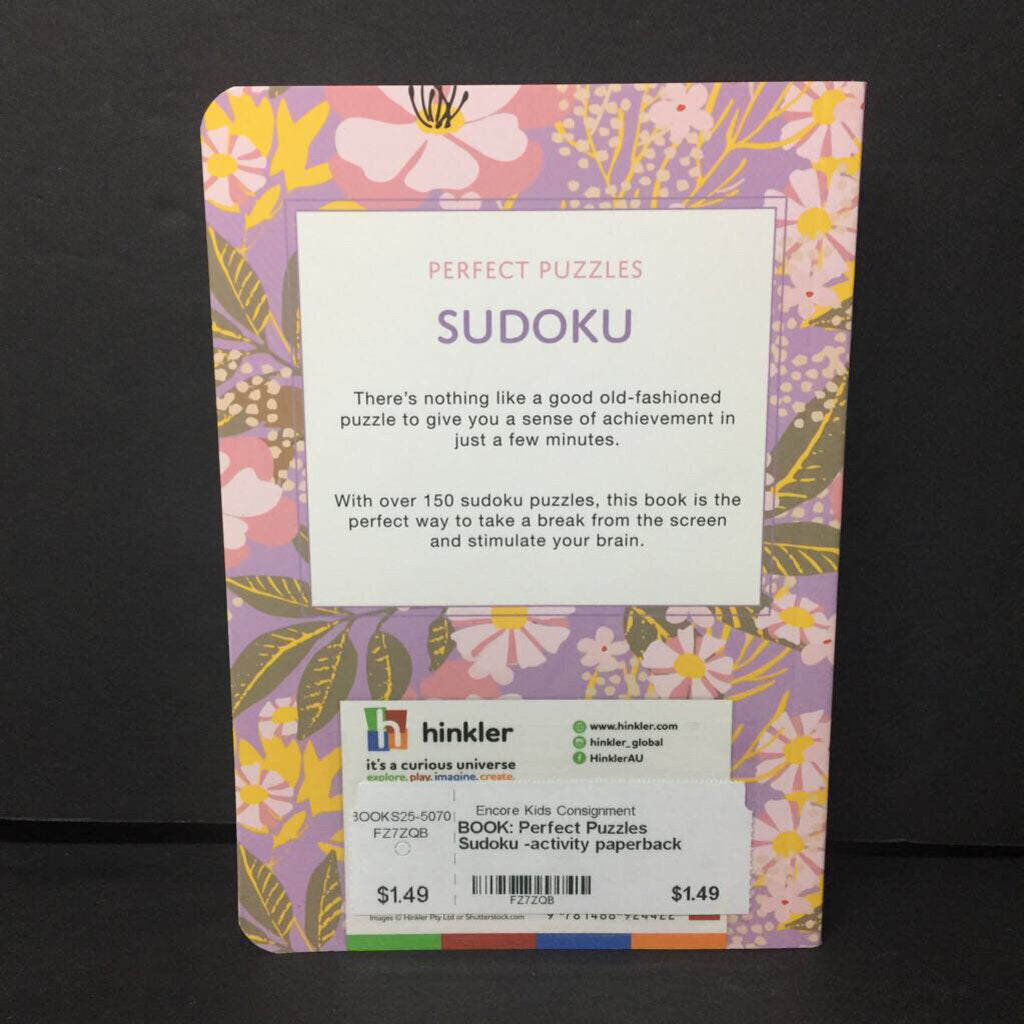 PERFECT PUZZLES
SUDOKU
There's nothing like a good old-fashioned
puzzle to give you a sense of achievement in
just a few minutes.
With over 150 sudoku puzzles, this book is the
perfect way to take a break from the screen
and stimulate your brain.
h hinkler
it's a curious universe
explore. play. imagine. create.
www.hinkler.com
hinkler_global
HinklerAU
BOOKS25-5070
FZ7ZQB
$1.49
Encore Kids Consignment
BOOK: Perfect Puzzles
Sudoku -activity paperback
FZ7ZQB
$1.49
Images © Hinkler Pty Ltd or Shutterstock.com
9 781488 924422